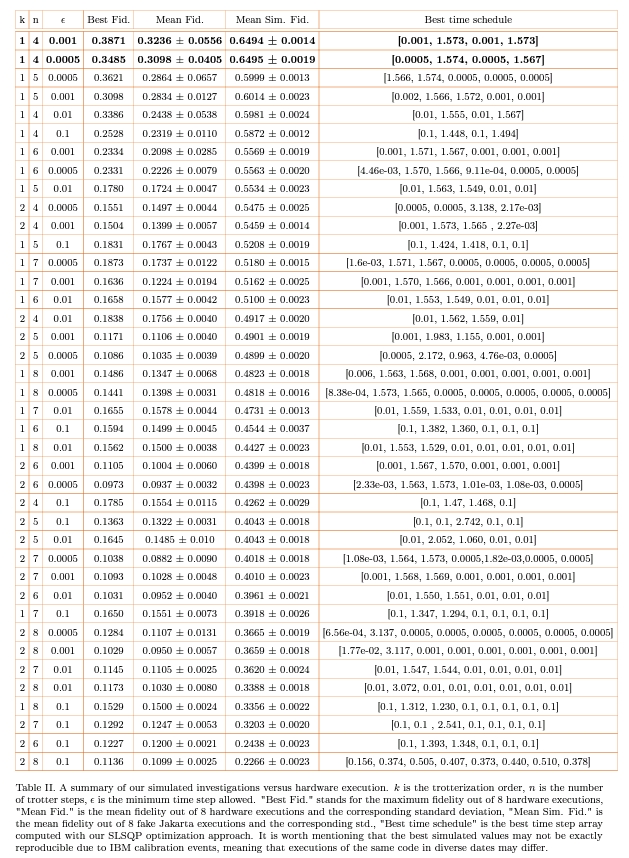 k n ϵ Best Fid. Mean Fid. Mean Sim. Fid. Best time schedule
1 4 0.001 0.3871 0.3236 ± 0.0556 0.6494 ± 0.0014 [0.001, 1.573, 0.001, 1.573]
1 4 0.0005 0.3485 0.3098 ± 0.0405 0.6495 ± 0.0019 [0.0005, 1.574, 0.0005, 1.567]
1 5 0.0005 0.3621 0.2864 ± 0.0657 0.5999 ± 0.0013 [1.566, 1.574, 0.0005, 0.0005, 0.0005]
1 5 0.001 0.3098 0.2834 ± 0.0127 0.6014 ± 0.0023 [0.002, 1.566, 1.572, 0.001, 0.001]
1 4 0.01 0.3386 0.2438 ± 0.0538 0.5981 ± 0.0024 [0.01, 1.555, 0.01, 1.567]
1 4 0.1 0.2528 0.2319 ± 0.0110 0.5872 ± 0.0012 [0.1, 1.448, 0.1, 1.494]
1 6 0.001 0.2334 0.2098 ± 0.0285 0.5569 ± 0.0019 [0.001, 1.571, 1.567, 0.001, 0.001, 0.001]
1 6 0.0005 0.2331 0.2226 ± 0.0079 0.5563 ± 0.0020 [4.46e-03, 1.570, 1.566, 9.11e-04, 0.0005, 0.0005]
1 5 0.01 0.1780 0.1724 ± 0.0047 0.5534 ± 0.0023 [0.01, 1.563, 1.549, 0.01, 0.01]
2 4 0.0005 0.1551 0.1497 ± 0.0044 0.5475 ± 0.0025 [0.0005, 0.0005, 3.138, 2.17e-03]
2 4 0.001 0.1504 0.1399 ± 0.0057 0.5459 ± 0.0014 [0.001, 1.573, 1.565 , 2.27e-03]
1 5 0.1 0.1831 0.1767 ± 0.0043 0.5208 ± 0.0019 [0.1, 1.424, 1.418, 0.1, 0.1]
1 7 0.0005 0.1873 0.1737 ± 0.0122 0.5180 ± 0.0015 [1.6e-03, 1.571, 1.567, 0.0005, 0.0005, 0.0005, 0.0005]
1 7 0.001 0.1636 0.1224 ± 0.0194 0.5162 ± 0.0025 [0.001, 1.570, 1.566, 0.001, 0.001, 0.001, 0.001]
1 6 0.01 0.1658 0.1577 ± 0.0042 0.5100 ± 0.0023 [0.01, 1.553, 1.549, 0.01, 0.01, 0.01]
2 4 0.01 0.1838 0.1756 ± 0.0040 0.4917 ± 0.0020 [0.01, 1.562, 1.559, 0.01]
2 5 0.001 0.1171 0.1106 ± 0.0040 0.4901 ± 0.0019 [0.001, 1.983, 1.155, 0.001, 0.001]
2 5 0.0005 0.1086 0.1035 ± 0.0039 0.4899 ± 0.0020 [0.0005, 2.172, 0.963, 4.76e-03, 0.0005]
1 8 0.001 0.1486 0.1347 ± 0.0068 0.4823 ± 0.0018 [0.006, 1.563, 1.568, 0.001, 0.001, 0.001, 0.001, 0.001]
1 8 0.0005 0.1441 0.1398 ± 0.0031 0.4818 ± 0.0016 [8.38e-04, 1.573, 1.565, 0.0005, 0.0005, 0.0005, 0.0005, 0.0005]
1 7 0.01 0.1655 0.1578 ± 0.0044 0.4731 ± 0.0013 [0.01, 1.559, 1.533, 0.01, 0.01, 0.01, 0.01]
1 6 0.1 0.1594 0.1499 ± 0.0045 0.4544 ± 0.0037 [0.1, 1.382, 1.360, 0.1, 0.1, 0.1]
1 8 0.01 0.1562 0.1500 ± 0.0038 0.4427 ± 0.0023 [0.01, 1.553, 1.529, 0.01, 0.01, 0.01, 0.01, 0.01]
2 6 0.001 0.1105 0.1004 ± 0.0060 0.4399 ± 0.0018 [0.001, 1.567, 1.570, 0.001, 0.001, 0.001]
2 6 0.0005 0.0973 0.0937 ± 0.0032 0.4398 ± 0.0023 [2.33e-03, 1.563, 1.573, 1.01e-03, 1.08e-03, 0.0005]
2 4 0.1 0.1785 0.1554 ± 0.0115 0.4262 ± 0.0029 [0.1, 1.47, 1.468, 0.1]
2 5 0.1 0.1363 0.1322 ± 0.0031 0.4043 ± 0.0018 [0.1, 0.1, 2.742, 0.1, 0.1]
2 5 0.01 0.1645 0.1485 ± 0.010 0.4043 ± 0.0018 [0.01, 2.052, 1.060, 0.01, 0.01]
2 7 0.0005 0.1038 0.0882 ± 0.0090 0.4018 ± 0.0018 [1.08e-03, 1.564, 1.573, 0.0005,1.82e-03,0.0005, 0.0005]
2 7 0.001 0.1093 0.1028 ± 0.0048 0.4010 ± 0.0023 [0.001, 1.568, 1.569, 0.001, 0.001, 0.001, 0.001]
2 6 0.01 0.1031 0.0952 ± 0.0040 0.3961 ± 0.0021 [0.01, 1.550, 1.551, 0.01, 0.01, 0.01]
1 7 0.1 0.1650 0.1551 ± 0.0073 0.3918 ± 0.0026 [0.1, 1.347, 1.294, 0.1, 0.1, 0.1, 0.1]
2 8 0.0005 0.1284 0.1107 ± 0.0131 0.3665 ± 0.0019 [6.56e-04, 3.137, 0.0005, 0.0005, 0.0005, 0.0005, 0.0005, 0.0005]
2 8 0.001 0.1029 0.0950 ± 0.0057 0.3659 ± 0.0018 [1.77e-02, 3.117, 0.001, 0.001, 0.001, 0.001, 0.001, 0.001]
2 7 0.01 0.1145 0.1105 ± 0.0025 0.3620 ± 0.0024 [0.01, 1.547, 1.544, 0.01, 0.01, 0.01, 0.01]
2 8 0.01 0.1173 0.1030 ± 0.0080 0.3388 ± 0.0018 [0.01, 3.072, 0.01, 0.01, 0.01, 0.01, 0.01, 0.01]
1 8 0.1 0.1529 0.1500 ± 0.0024 0.3356 ± 0.0022 [0.1, 1.312, 1.230, 0.1, 0.1, 0.1, 0.1, 0.1]
2 7 0.1 0.1292 0.1247 ± 0.0053 0.3203 ± 0.0020 [0.1, 0.1 , 2.541, 0.1, 0.1, 0.1, 0.1]
2 6 0.1 0.1227 0.1200 ± 0.0021 0.2438 ± 0.0023 [0.1, 1.393, 1.348, 0.1, 0.1, 0.1]
2 8 0.1 0.1136 0.1099 ± 0.0025 0.2266 ± 0.0023 [0.156, 0.374, 0.505, 0.407, 0.373, 0.440, 0.510, 0.378]
Table II. A summary of our simulated investigations versus hardware execution. k is the trotterization order, n is the number
of trotter steps, ϵ is the minimum time step allowed. "Best Fid." stands for the maximum fidelity out of 8 hardware executions,
"Mean Fid." is the mean fidelity out of 8 hardware executions and the corresponding standard deviation, "Mean Sim. Fid." is
the mean fidelity out of 8 fake Jakarta executions and the corresponding std., "Best time schedule" is the best time step array
computed with our SLSQP optimization approach. It is worth mentioning that the best simulated values may not be exactly
reproducible due to IBM calibration events, meaning that executions of the same code in diverse dates may differ.